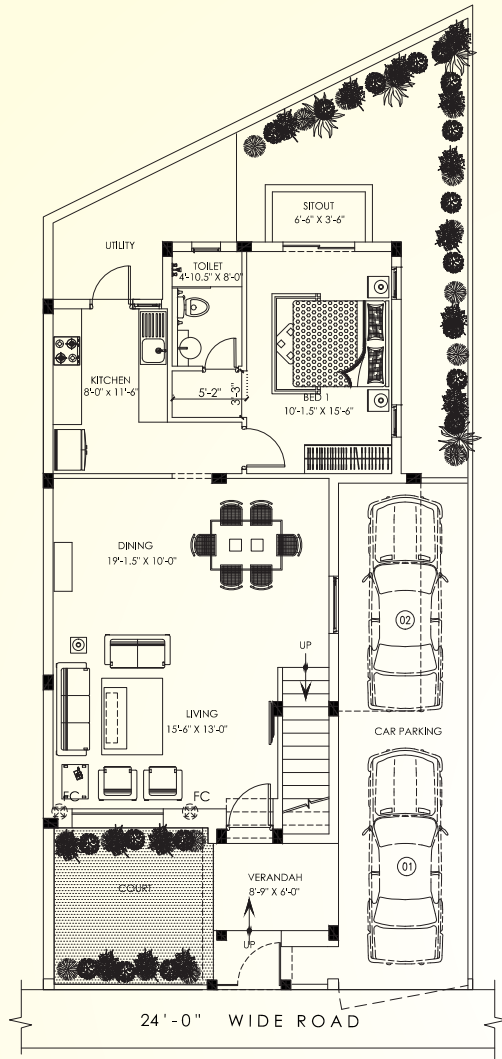 SITOUT
6'-6" X 3'-6"
UTILITY
TOILET
4'-10.5" X 8'-0"
KITCHEN
8'-0" x 11'-6"
5'-2"
3'-3"
BED 1
10'-1.5" X 15'-6"
DINING
19'-1.5" X 10'-0"
02
UP
LIVING
15'-6" X 13'-0"
CAR PARKING
FC
FC
01
COURT
VERANDAH
8'-9" X 6'-0"
UP
24'-0" WIDE ROAD